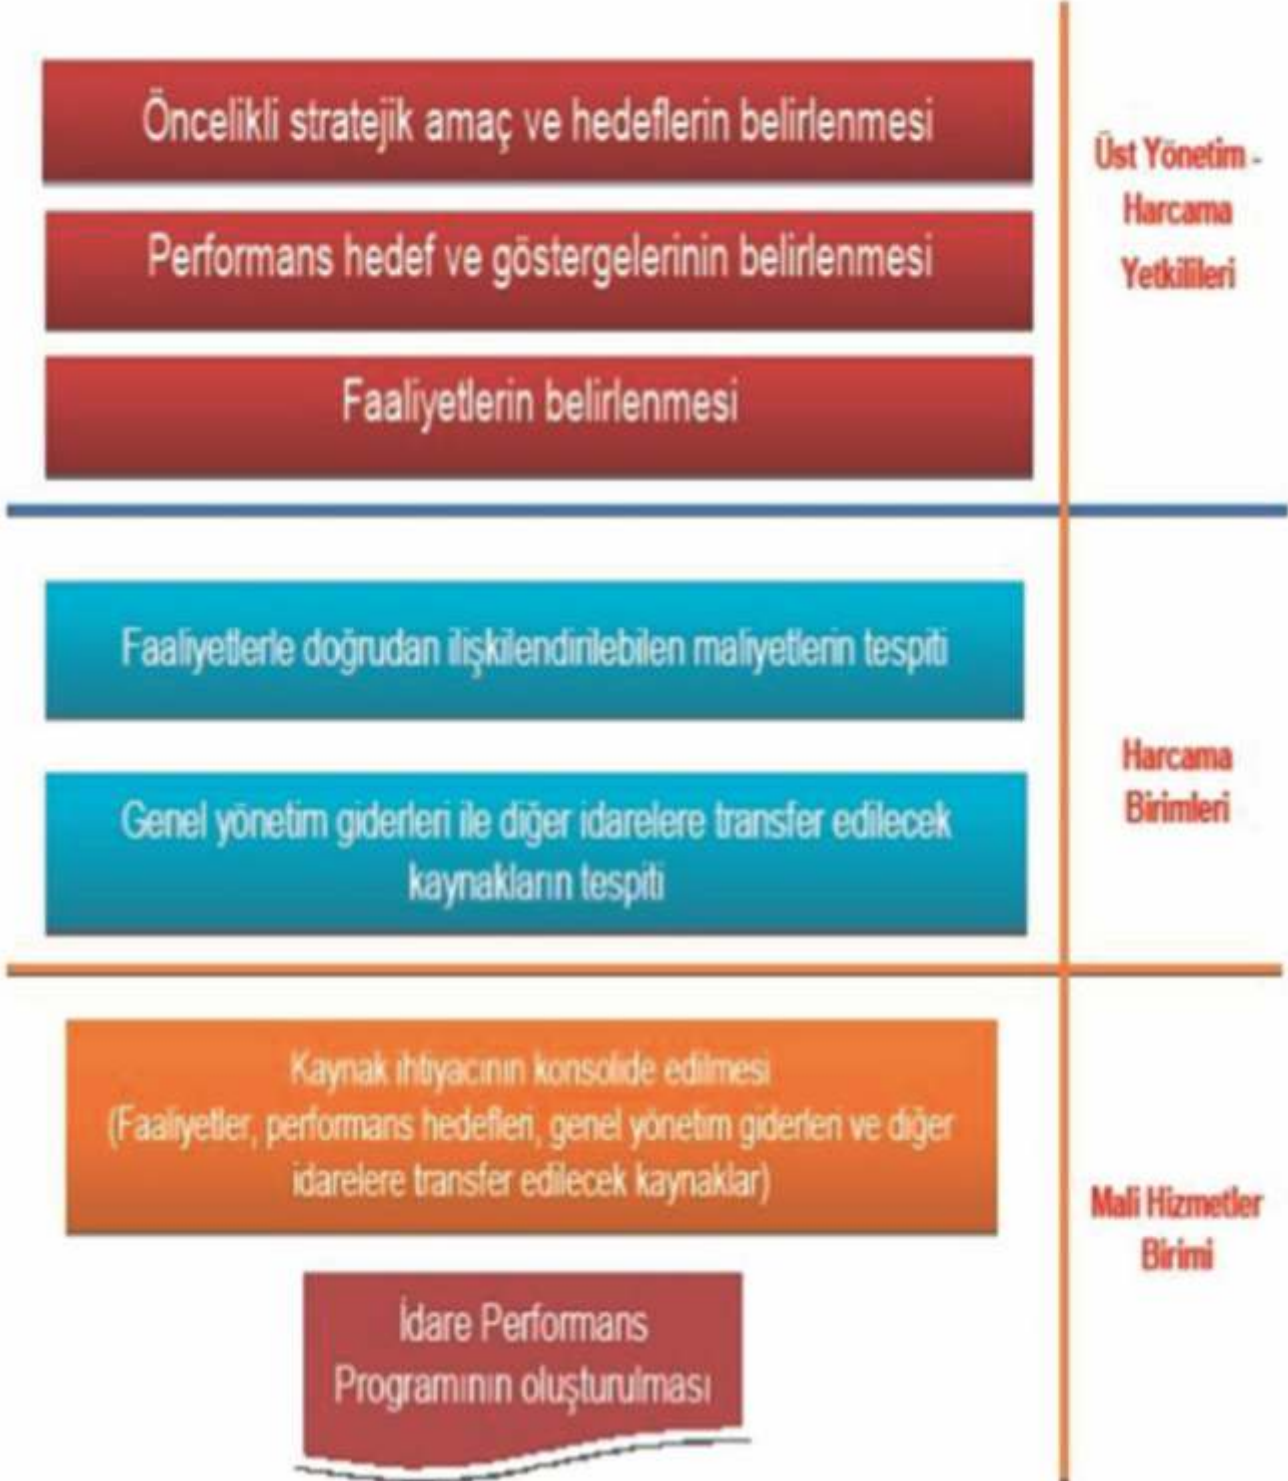 Öncelikli stratejik amaç ve hedeflerin belirlenmesi
Performans hedef ve göstergelerinin belirlenmesi
Faaliyetlerin belirlenmesi
Üst Yönetim -
Harcama
Yetkilileri
Faaliyetlerle doğrudan ilişkilendirilebilen maliyetlerin tespiti
Genel yönetim giderleri ile diğer idarelere transfer edilecek
kaynakların tespiti
Harcama
Birimleri
Kaynak ihtiyacının konsolide edilmesi
(Faaliyetler, performans hedefleri, genel yönetim giderleri ve diğer
idarelere transfer edilecek kaynaklar)
İdare Performans
Programının oluşturulması
Mali Hizmetler
Birimi